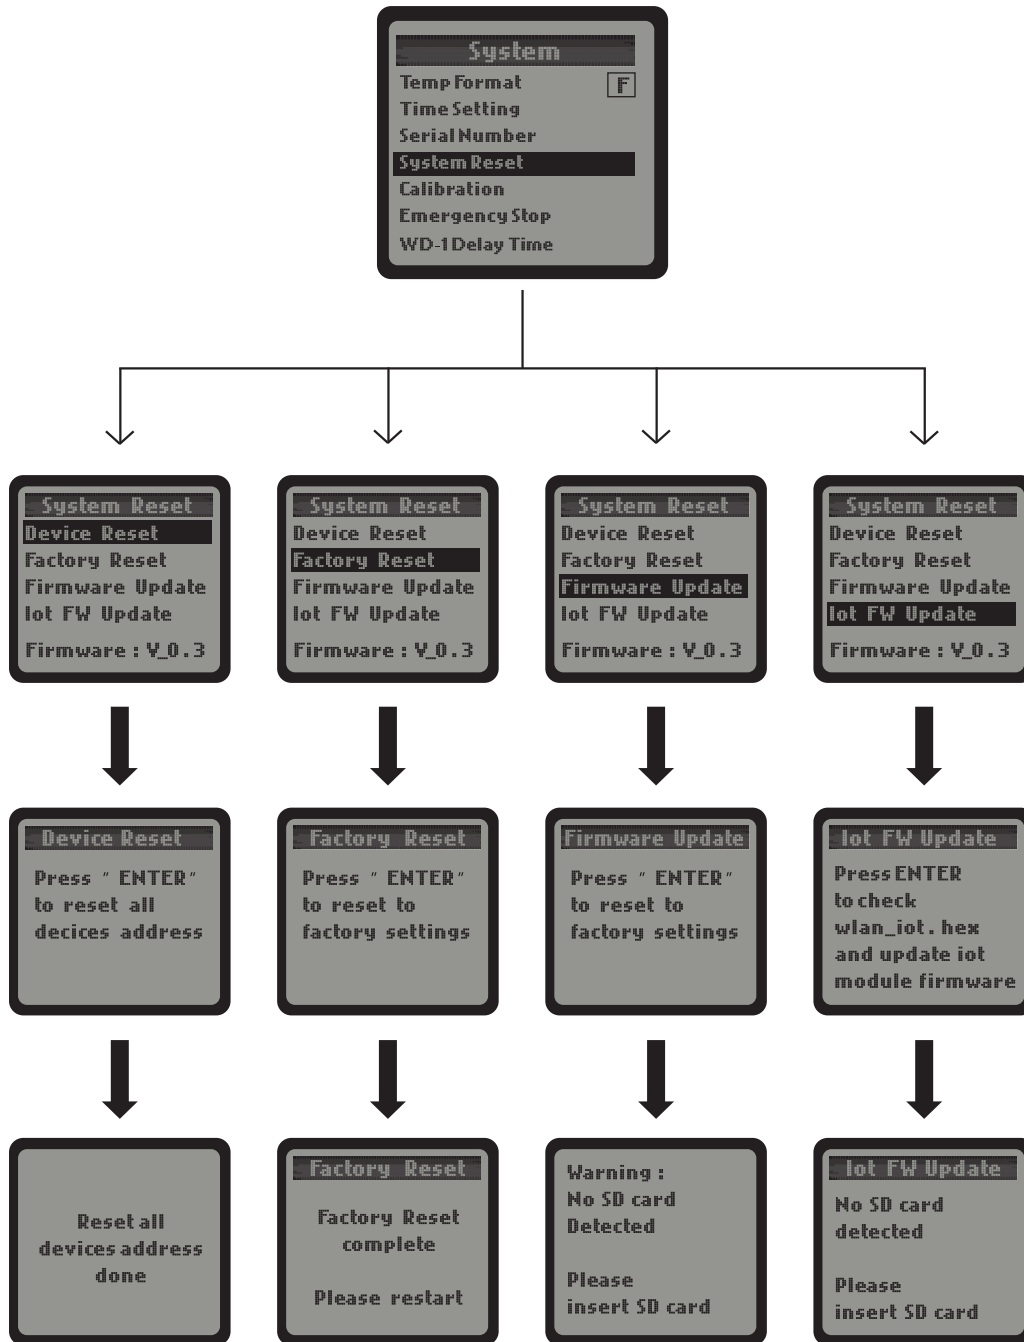 System
Temp Format F
Time Setting
Serial Number
System Reset
Calibration
Emergency Stop
WD-1 Delay Time
System Reset
Device Reset
Factory Reset
Firmware Update
Iot FW Update
Firmware : V_0.3
System Reset
Device Reset
Factory Reset
Firmware Update
Iot FW Update
Firmware : V_0.3
System Reset
Device Reset
Factory Reset
Firmware Update
Iot FW Update
Firmware : V_0.3
System Reset
Device Reset
Factory Reset
Firmware Update
Iot FW Update
Firmware : V_0.3
Device Reset
Press " ENTER"
to reset all
decices address
Factory Reset
Press " ENTER"
to reset to
factory settings
Firmware Update
Press " ENTER"
to reset to
factory settings
Iot FW Update
Press ENTER
to check
wlan_iot. hex
and update iot
module firmware
Reset all
devices address
done
Factory Reset
Factory Reset
complete
Please restart
Warning :
No SD card
Detected
Please
insert SD card
Iot FW Update
No SD card
detected
Please
insert SD card